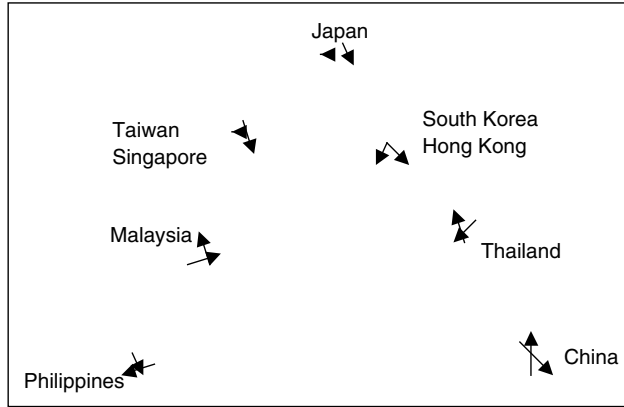 Japan
Taiwan
Singapore
South Korea
Hong Kong
Malaysia
Thailand
Philippines
China